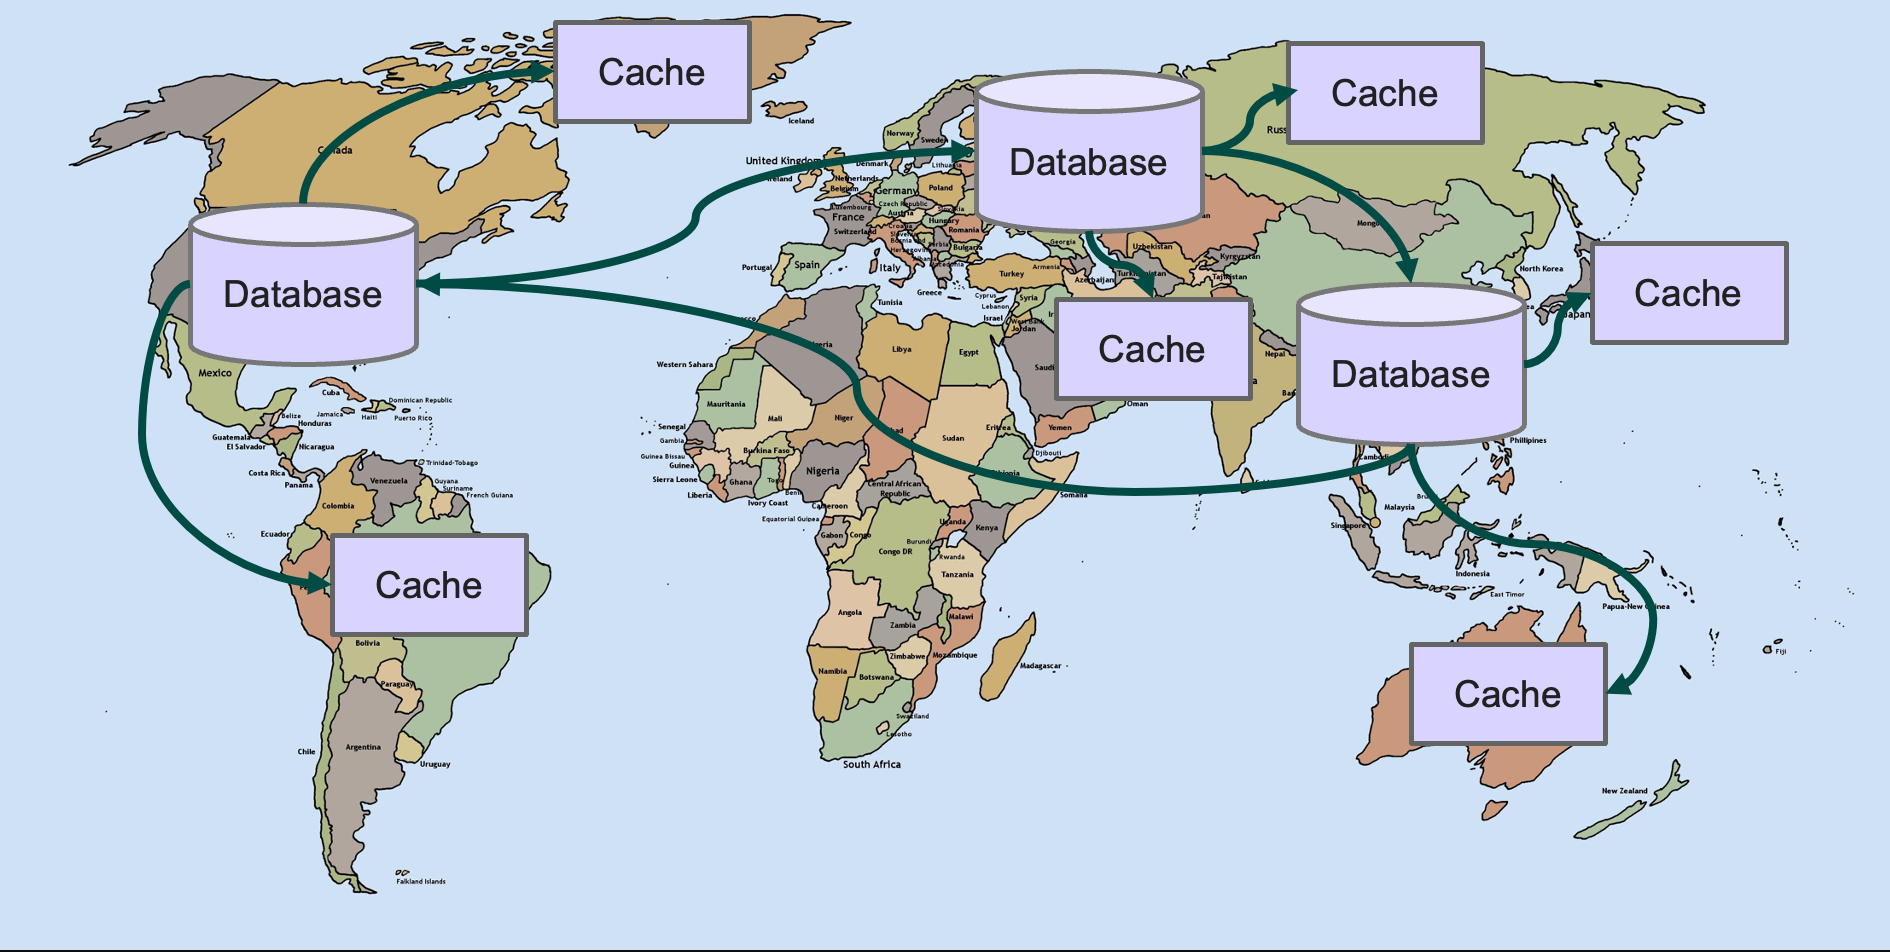 Cache
Cache
Iceland
Norway
Sweden
Database
Russ
Canada
United Kingdom
Denmark
Lithuania
Ireland
Netherlands
Belgium
Germany
Poland
Luxembourg
Czech Republic
Slovakia
France
Austria
Hungary
Switzerland
Croatia
Romania
Mongo
Database
Spain
Portugal
Italy
Bulgaria
Georgia
Uzbekistan
Kyrgyzstan
Turkey
Armenia
Azerbaijan
Turkmenistan
Tajikistan
North Korea
Greece
Cyprus
Lebanon
Syria
Israel
West Bank
Jordan
Tunisia
Cache
Japan
Cache
Nepal
Database
Western Sahara
Libya
Egypt
Saudi
Oman
Mexico
Cuba
Dominican Republic
Jamaica
Haiti
Puerto Rico
Belize
Honduras
Guatemala
El Salvador
Nicaragua
Costa Rica
Panama
Mauritania
Mali
Niger
Sudan
Eritrea
Yemen
Djibouti
Senegal
Gambia
Guinea Bissau
Guinea
Sierra Leone
Liberia
Burkina Faso
Ghana
Togo
Benin
Ivory Coast
Nigeria
Cameroon
Central African
Republic
Somalia
Phillipines
Cambodia
Trinidad-Tobago
Venezuela
Guyana
Suriname
French Guiana
Colombia
Ecuador
Equatorial Guinea
Gabon
Congo
Congo DR
Uganda
Kenya
Burundi
Rwanda
Tanzania
Malaysia
Singapore
Indonesia
East Timor
Papua-New Guinea
Cache
Angola
Zambia
Malawi
Bolivia
Paraguay
Zimbabwe
Mozambique
Madagascar
Namibia
Botswana
Fiji
Cache
Swaziland
Lesotho
South Africa
Chile
Argentina
Uruguay
New Zealand
Falkland Islands